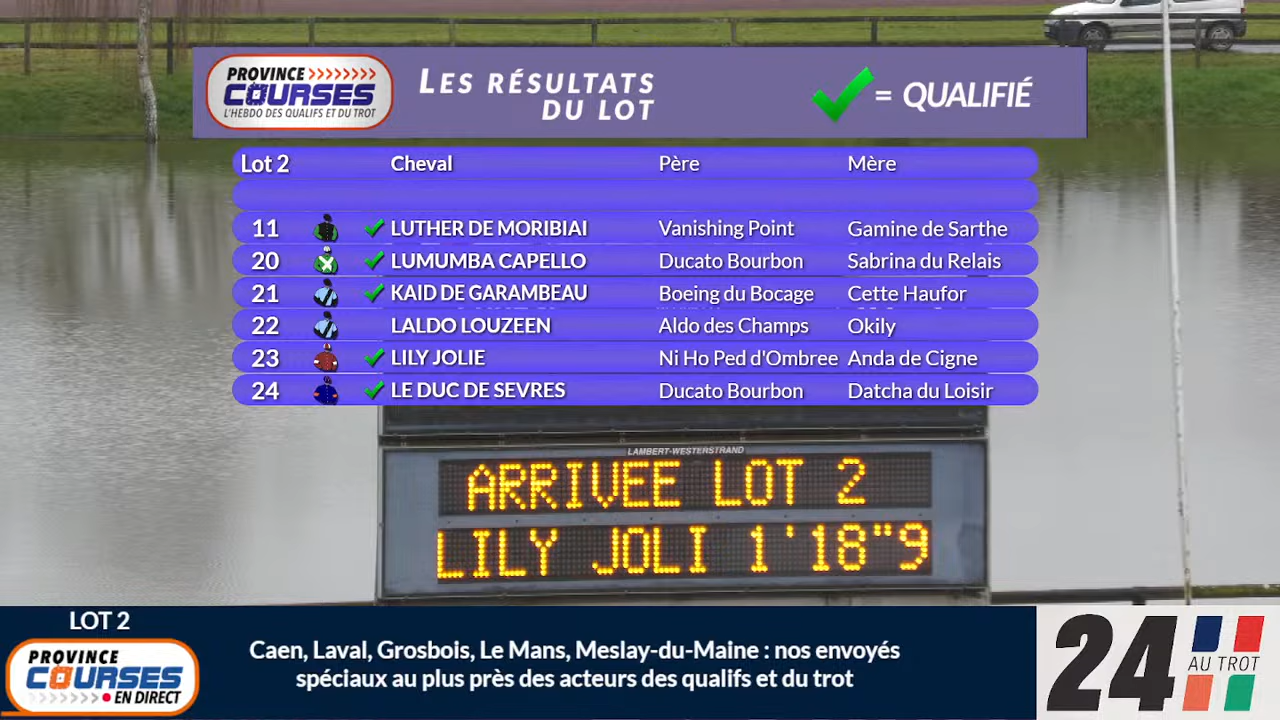 PROVINCE
COURSES
L'HEBDO DES QUALIFS ET DU TROT
LES RÉSULTATS
DU LOT
= QUALIFIÉ
Lot 2 Cheval Père Mère
11 LUTHER DE MORIBIAI Vanishing Point Gamine de Sarthe
20 LUMUMBA CAPELLO Ducato Bourbon Sabrina du Relais
21 KAID DE GARAMBEAU Boeing du Bocage Cette Haufor
22 LALDO LOUZEEN Aldo des Champs Okily
23 LILY JOLIE Ni Ho Ped d'Ombree Anda de Cigne
24 LE DUC DE SEVRES Ducato Bourbon Datcha du Loisir
LAMBERT-WESTERSTRAND
ARRIVEE LOT 2
LILY JOLI 1'18"9
LOT 2
PROVINCE
COURSES
EN DIRECT
Caen, Laval, Grosbois, Le Mans, Meslay-du-Maine : nos envoyés
spéciaux au plus près des acteurs des qualifs et du trot
24
AU TROT